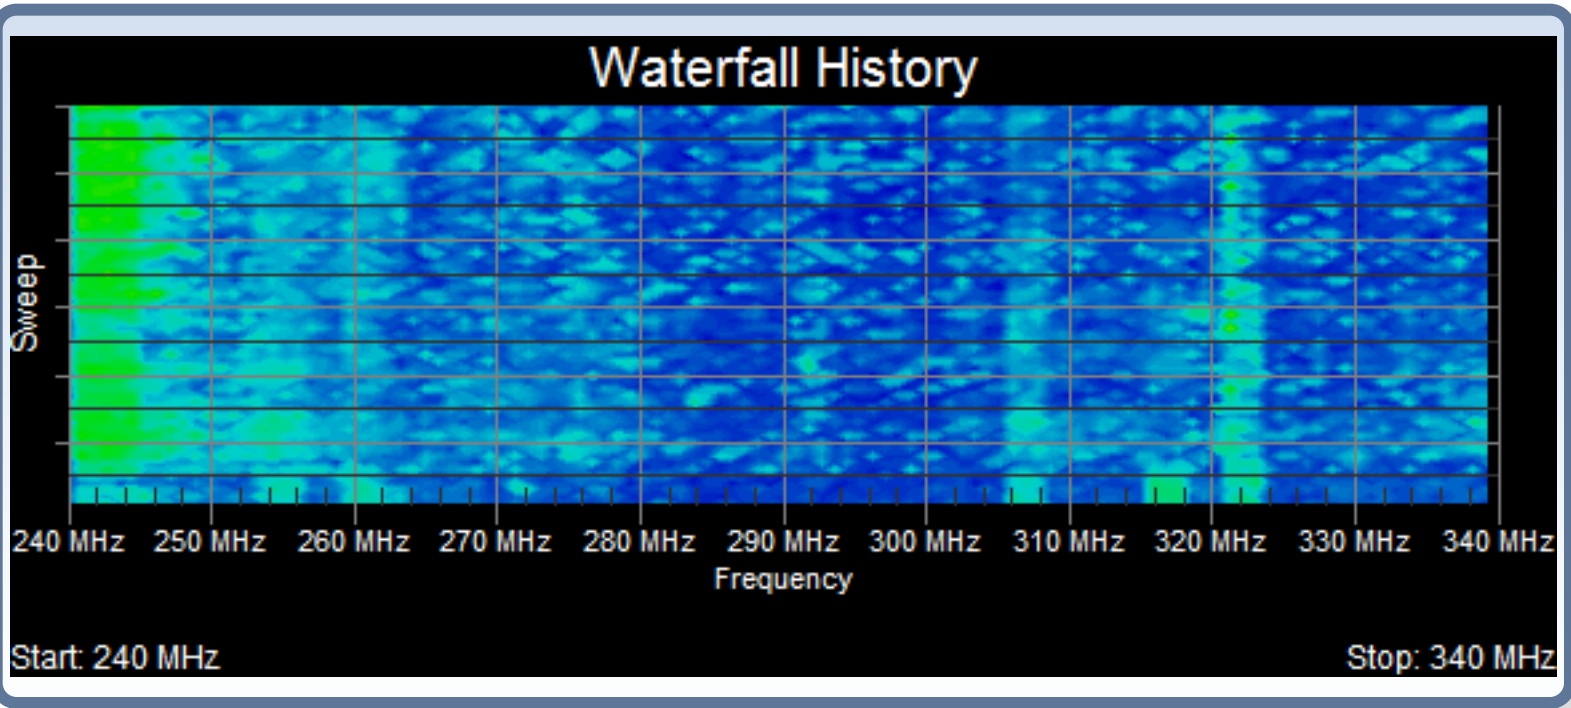 Waterfall History
Sweep
240 MHz 250 MHz 260 MHz 270 MHz 280 MHz 290 MHz 300 MHz 310 MHz 320 MHz 330 MHz 340 MHz
Frequency
Start: 240 MHz
Stop: 340 MHz